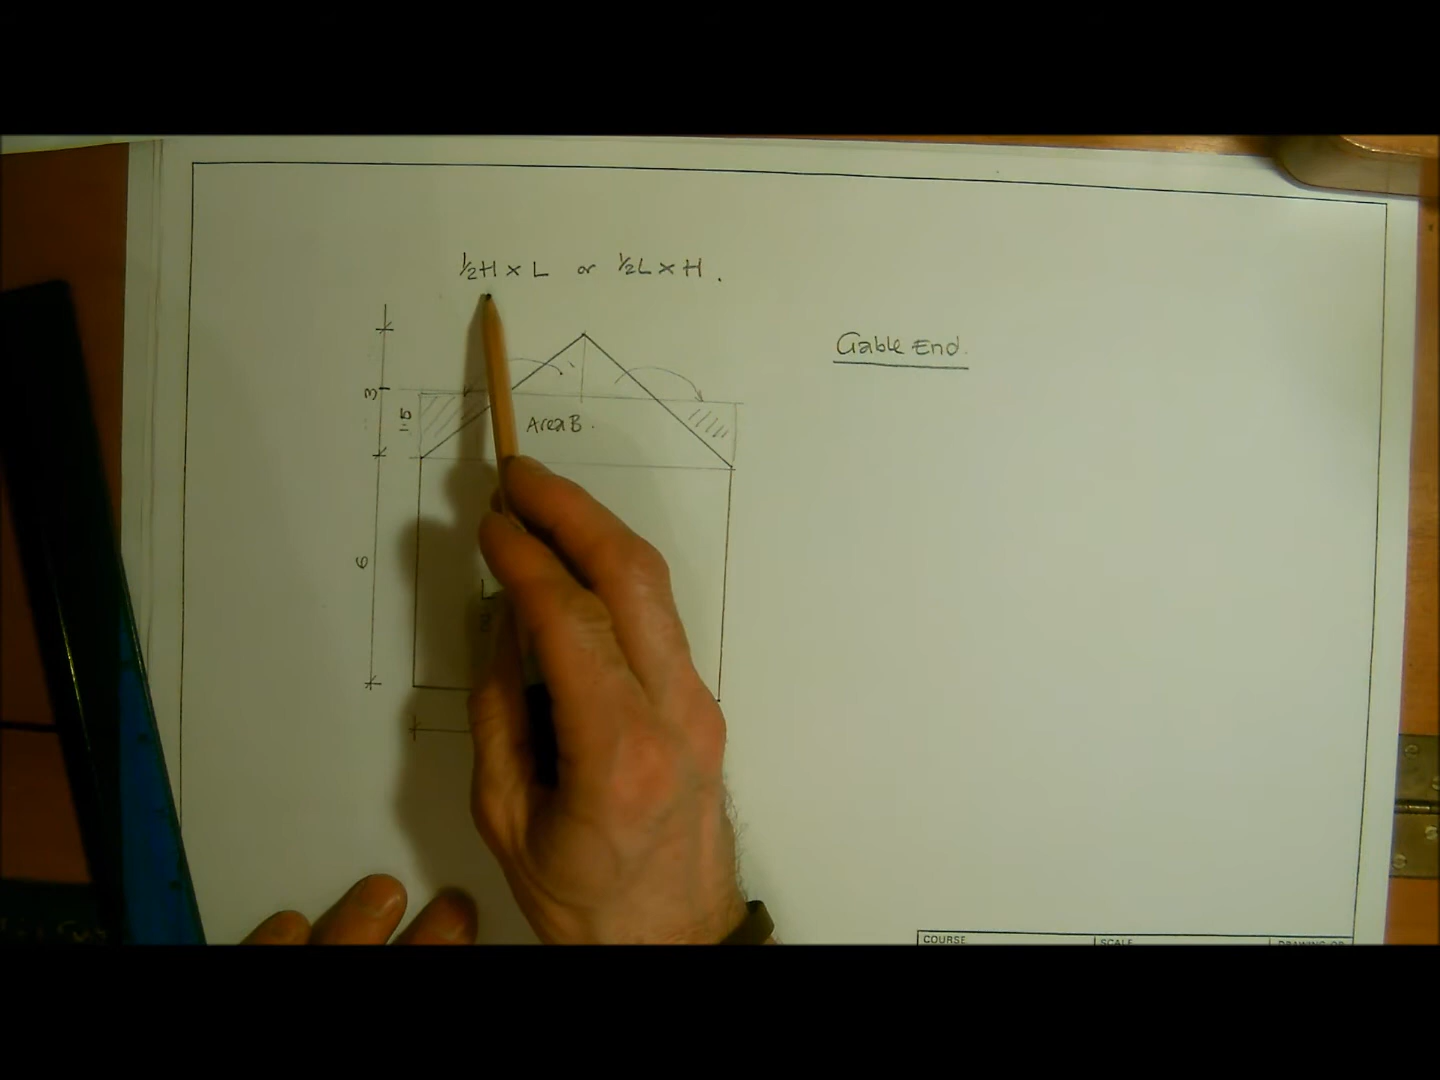 ½H × L or ½L × H.
Gable End.
3
1.5
Area B.
6
COURSE
SCALE